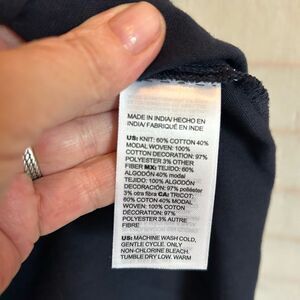 MADE IN INDIA/ HECHO EN
INDIA/ FABRIQUÉ EN INDE
US: KNIT: 60% COTTON 40%
MODAL WOVEN: 100%
COTTON DECORATION: 97%
POLYESTER 3% OTHER
FIBER MX: TEJIDO: 60%
ALGODÓN 40% modal
TEJIDO: 100% ALGODÓN
DECORACIÓN: 97% poliéster
3% otra fibra CA: TRICOT:
60% COTON 40% MODAL
WOVEN: 100% COTON
DÉCORATION: 97%
POLYESTER 3% AUTRE
FIBRE
US: MACHINE WASH COLD,
GENTLE CYCLE. ONLY
NON-CHLORINE BLEACH.
TUMBLE DRY LOW. WARM